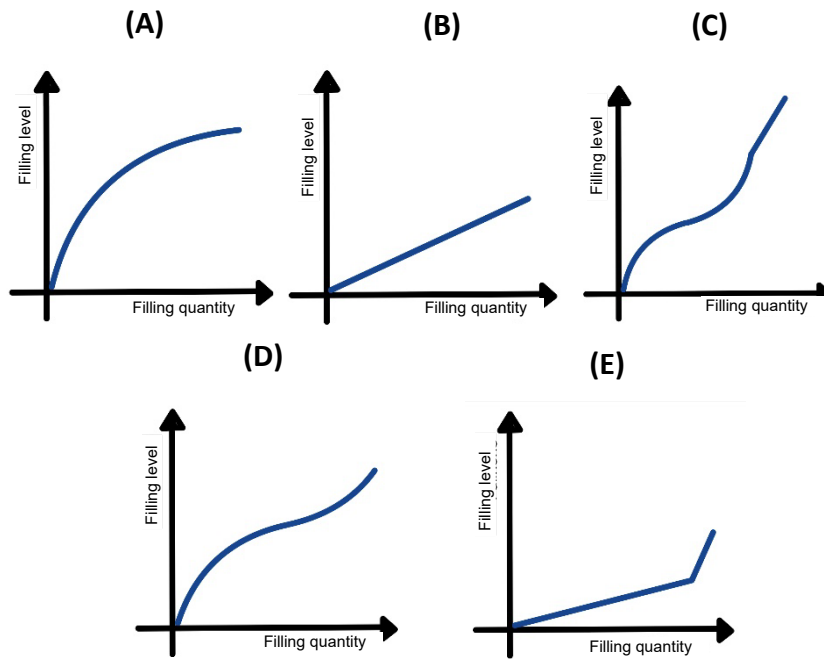 (A)
(B)
(C)
Filling level
Filling quantity
Filling level
Filling quantity
Filling level
Filling quantity
(D)
(E)
Filling level
Filling quantity
Filling level
Filling quantity